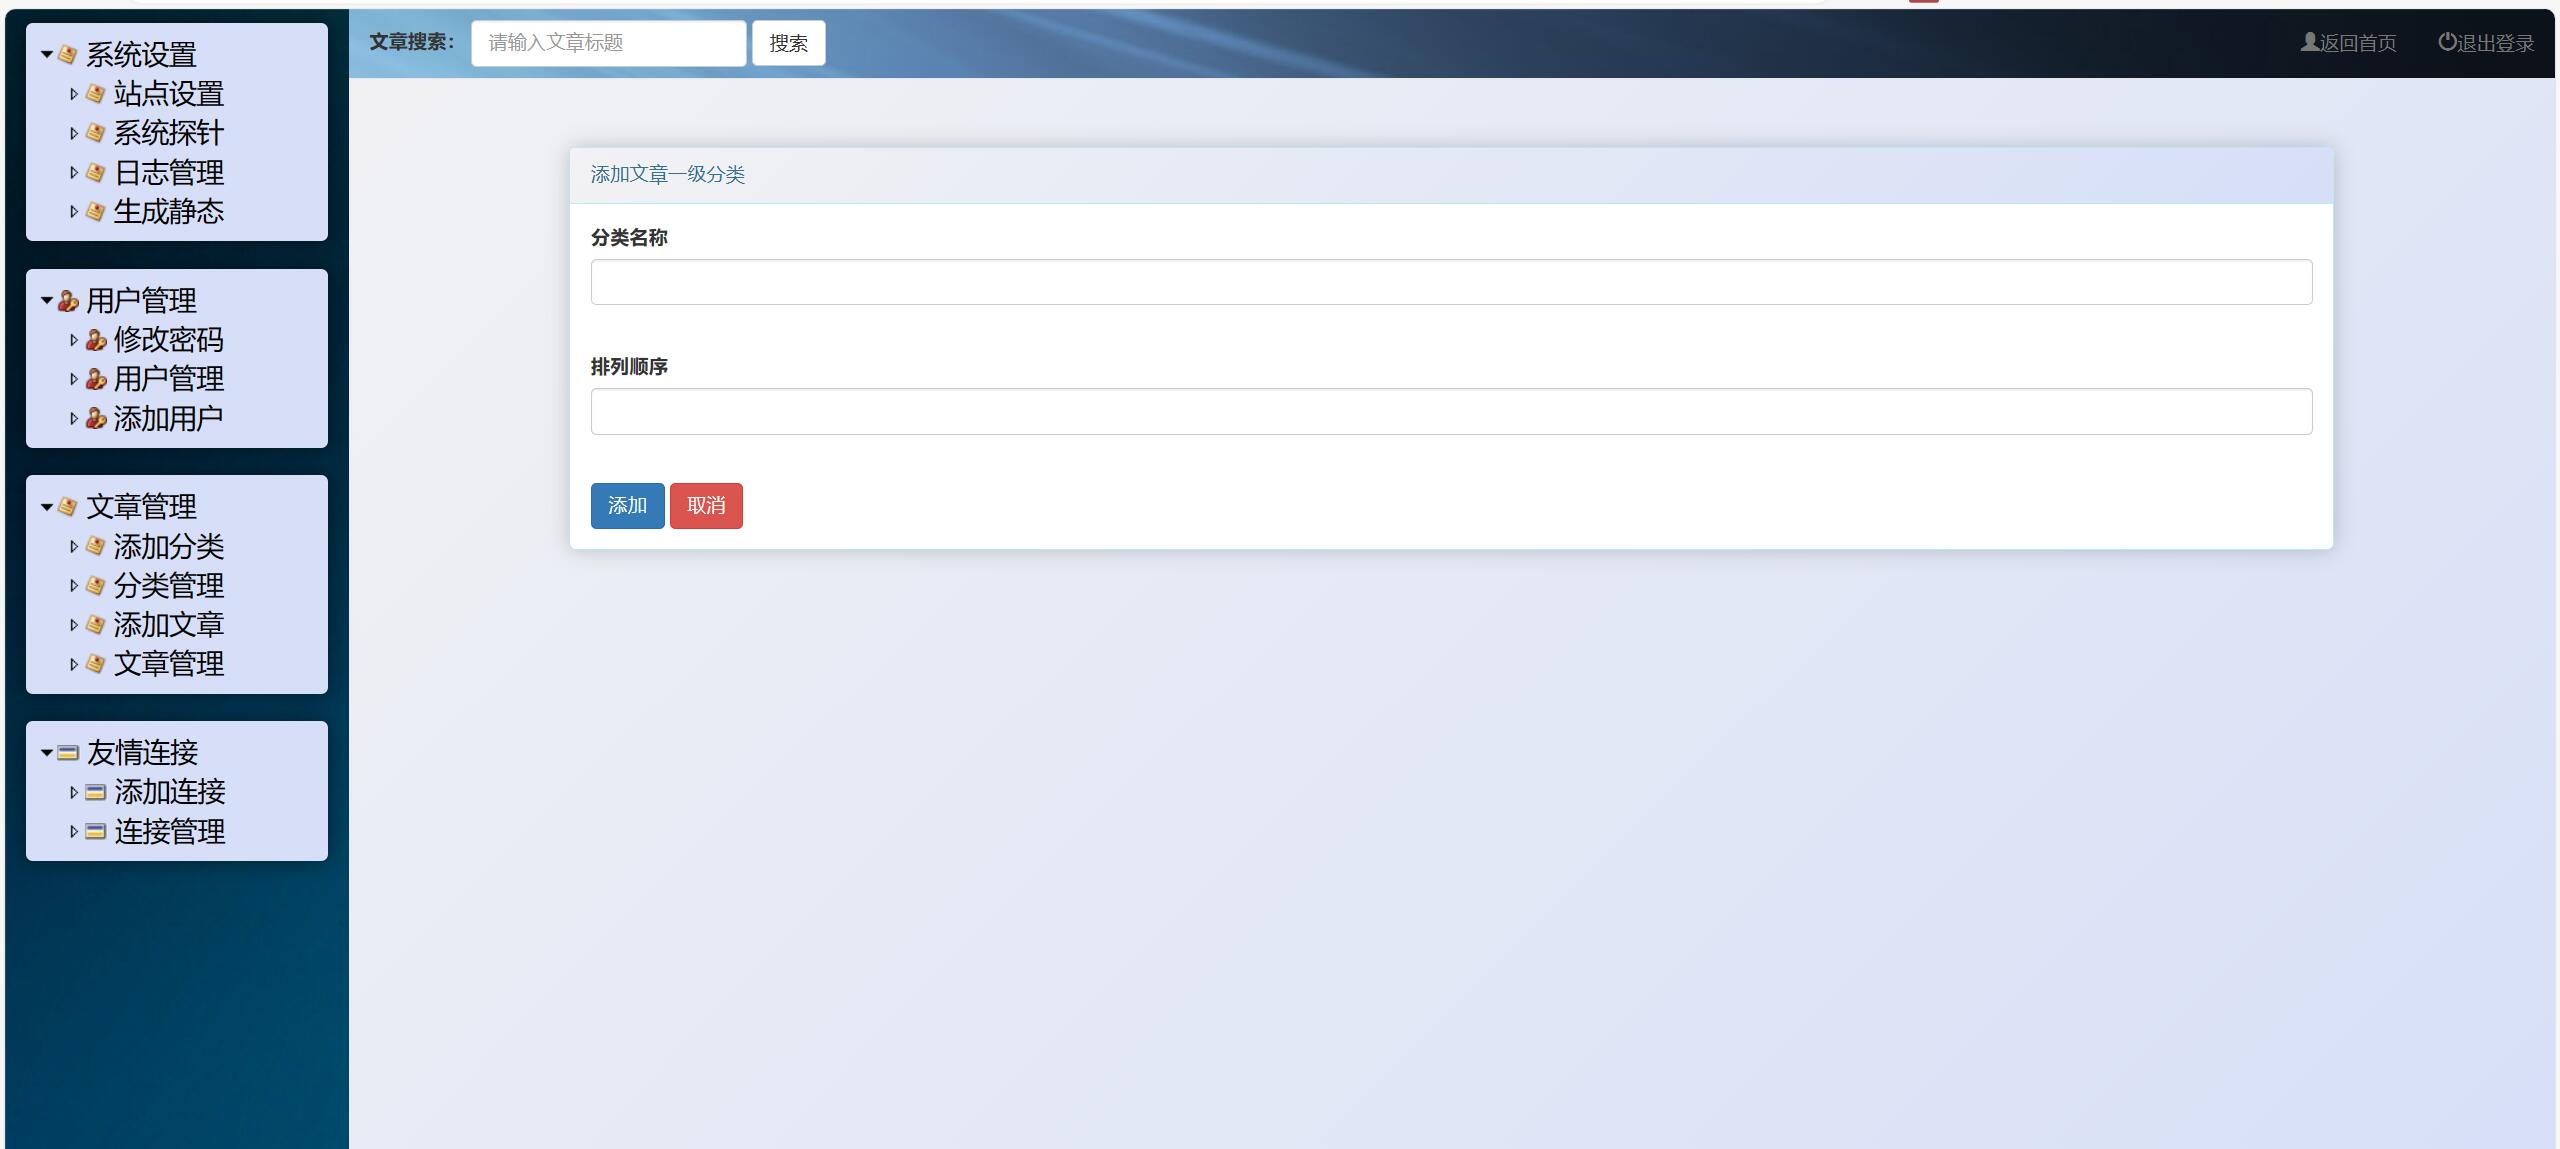 系统设置
站点设置
系统探针
日志管理
生成静态
用户管理
修改密码
用户管理
添加用户
文章管理
添加分类
分类管理
添加文章
文章管理
友情连接
添加连接
连接管理
文章搜索： 请输入文章标题 搜索 返回首页 退出登录
添加文章一级分类
分类名称
排列顺序
添加 取消